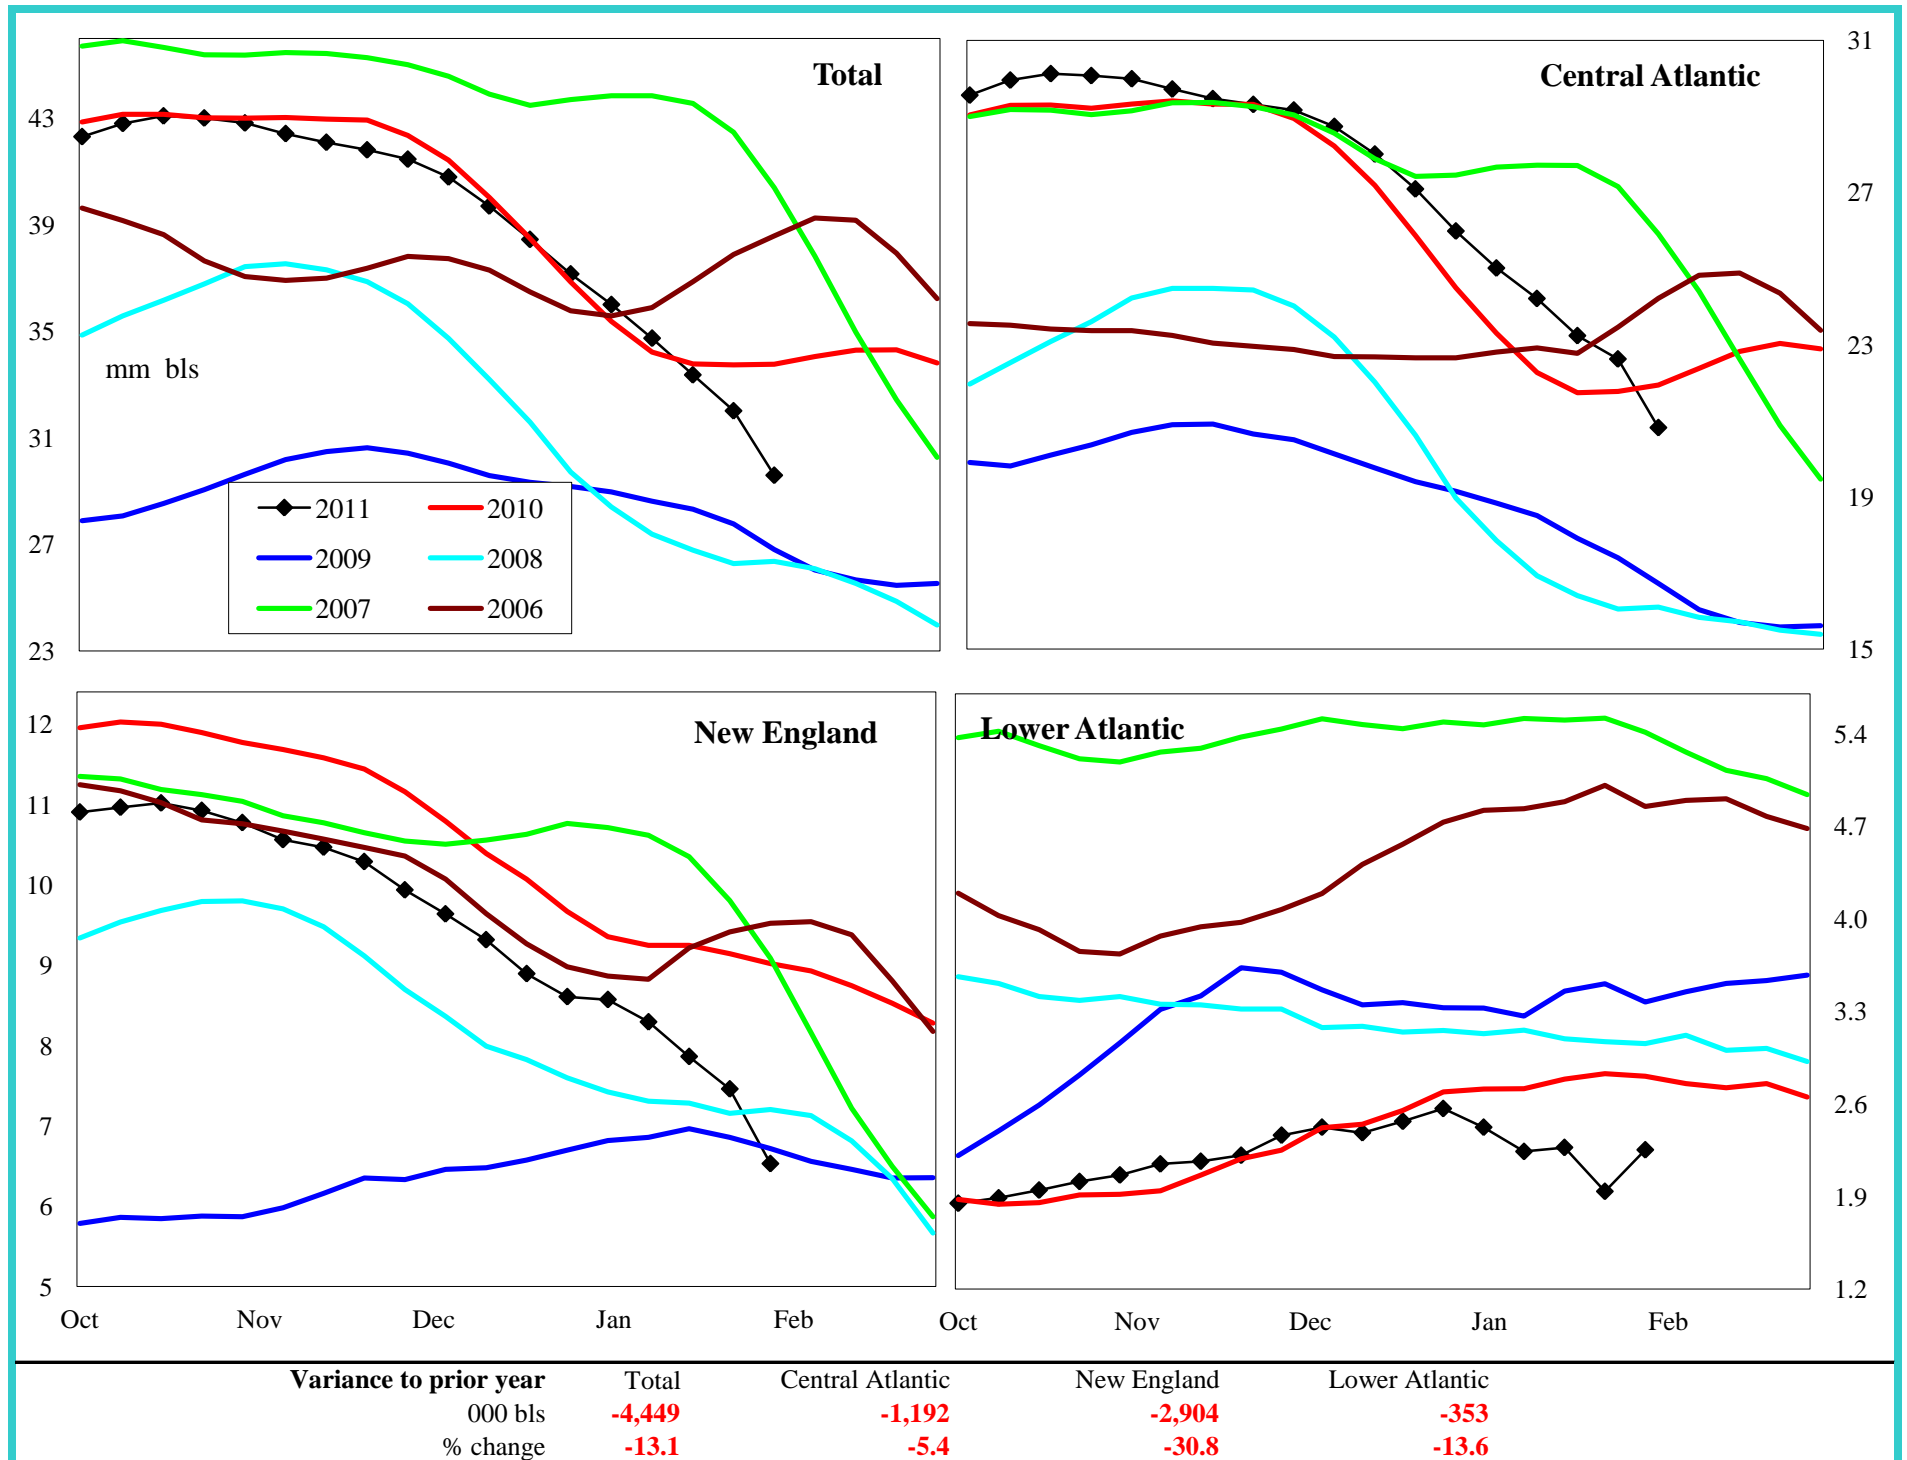 Total
43
39
35
mm bls
31
27
23
2011
2010
2009
2008
2007
2006
Central Atlantic
31
27
23
19
15
New England
12
11
10
9
8
7
6
5
Oct
Nov
Dec
Jan
Feb
Lower Atlantic
5.4
4.7
4.0
3.3
2.6
1.9
1.2
Oct
Nov
Dec
Jan
Feb
Variance to prior year Total Central Atlantic New England Lower Atlantic
000 bls -4,449 -1,192 -2,904 -353
% change -13.1 -5.4 -30.8 -13.6